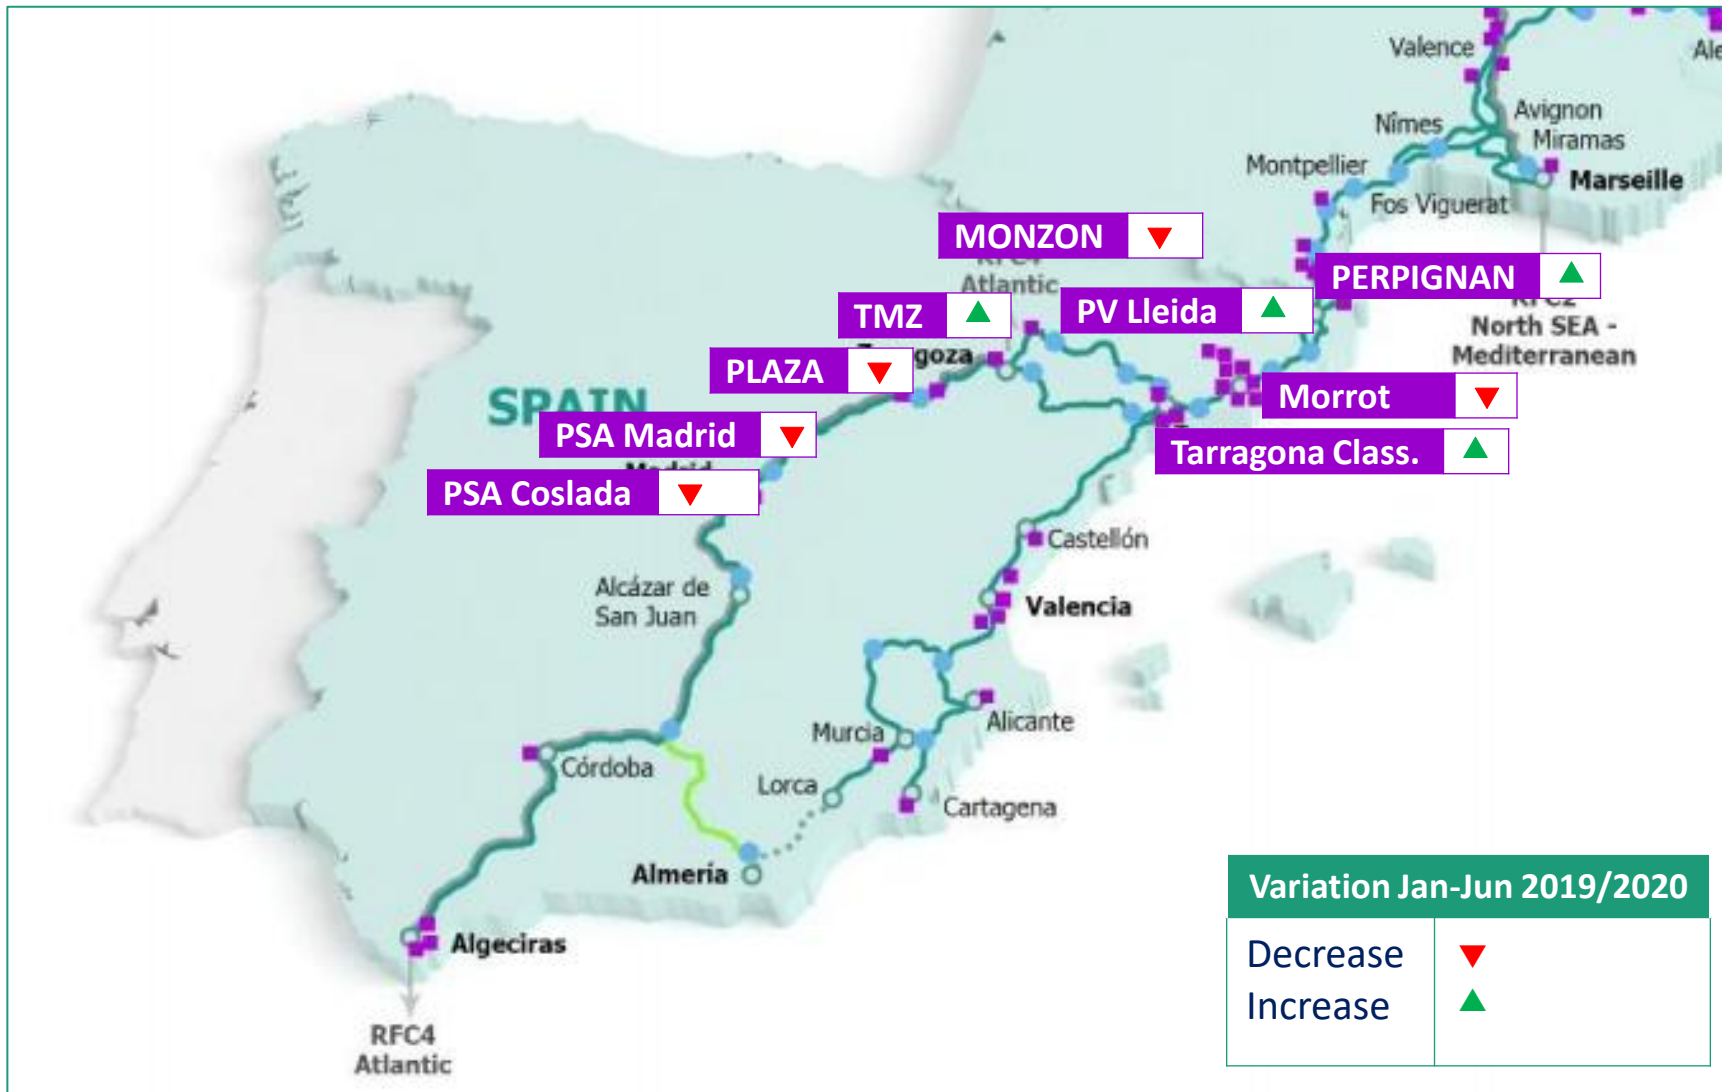 Valence
Ale
Avignon
Nîmes
Miramas
Montpellier
Marseille
Fos Viguerat
MONZON
Atlantic
PERPIGNAN
TMZ
PV Lleida
North SEA -
Mediterranean
goza
PLAZA
SPAIN
Morrot
PSA Madrid
Tarragona Class.
PSA Coslada
Castellón
Alcázar de
San Juan
Valencia
Alicante
Murcia
Córdoba
Lorca
Cartagena
Almería
Algeciras
RFC4
Atlantic
Variation Jan-Jun 2019/2020
Decrease
Increase